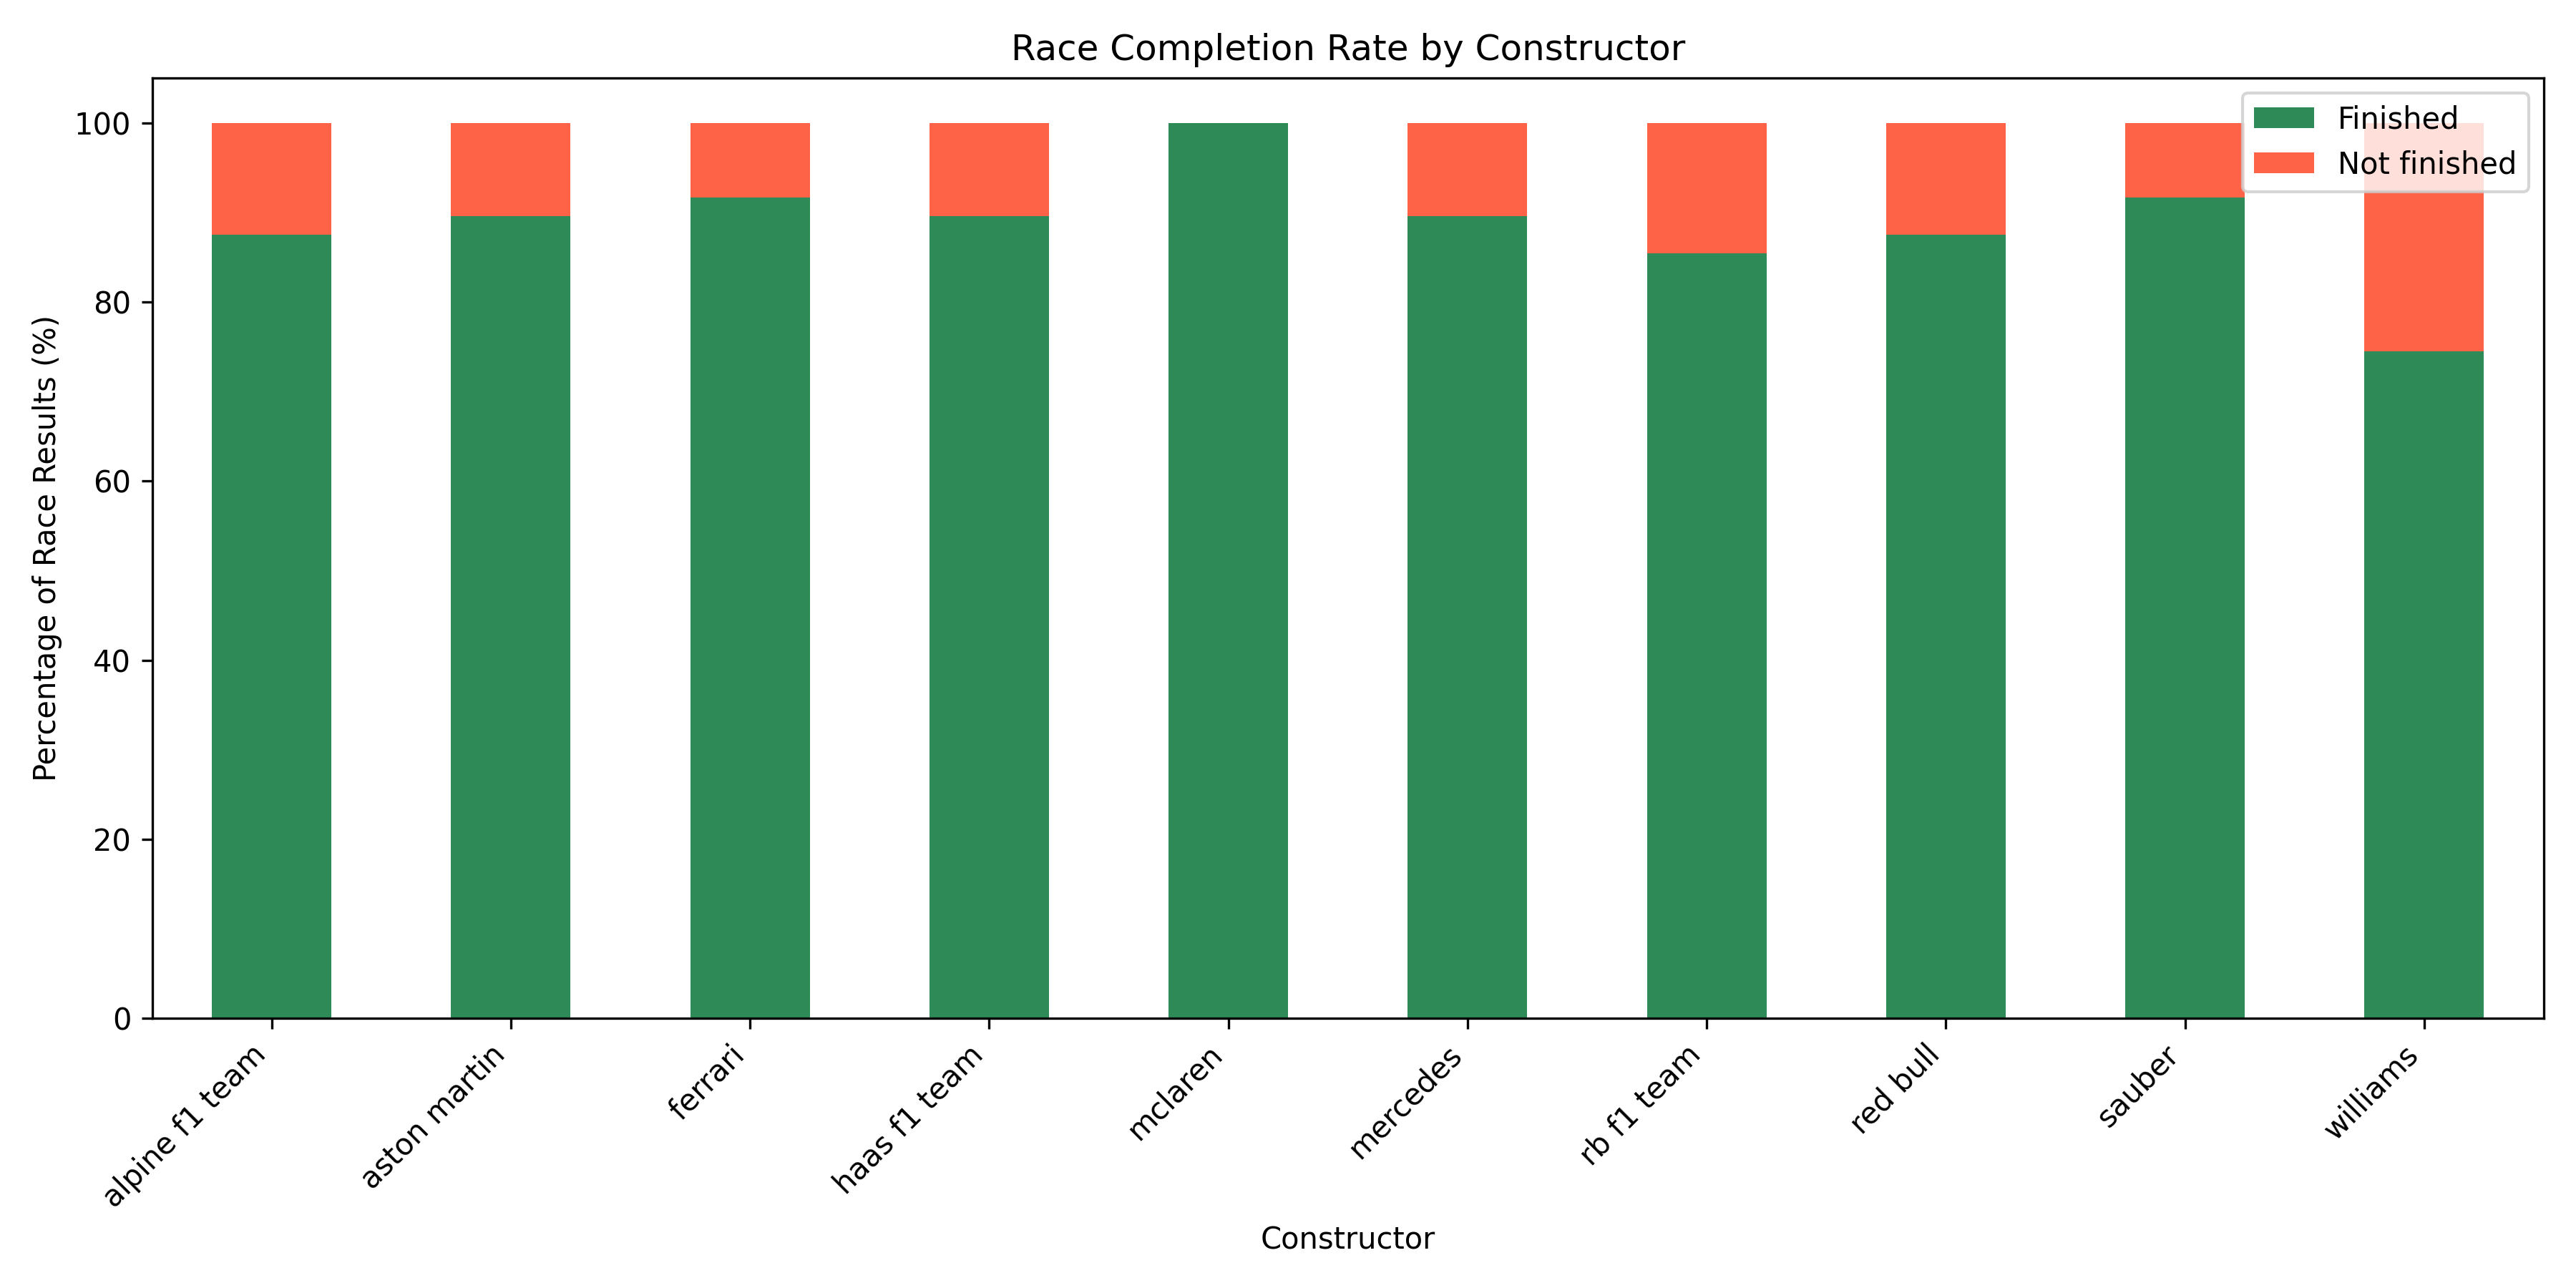 Race Completion Rate by Constructor
Finished
Not finished
Percentage of Race Results (%)
100
80
60
40
20
0
alpine f1 team
aston martin
ferrari
haas f1 team
mclaren
mercedes
rb f1 team
red bull
sauber
williams
Constructor